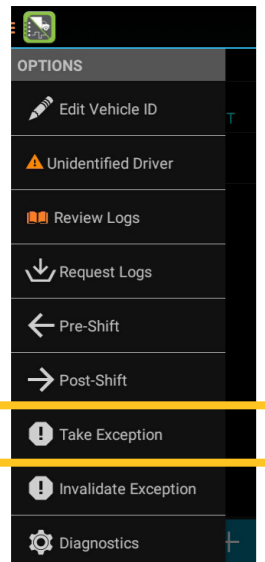 OPTIONS
Edit Vehicle ID
T
Unidentified Driver
Review Logs
Request Logs
Pre-Shift
Post-Shift
Take Exception
Invalidate Exception
Diagnostics